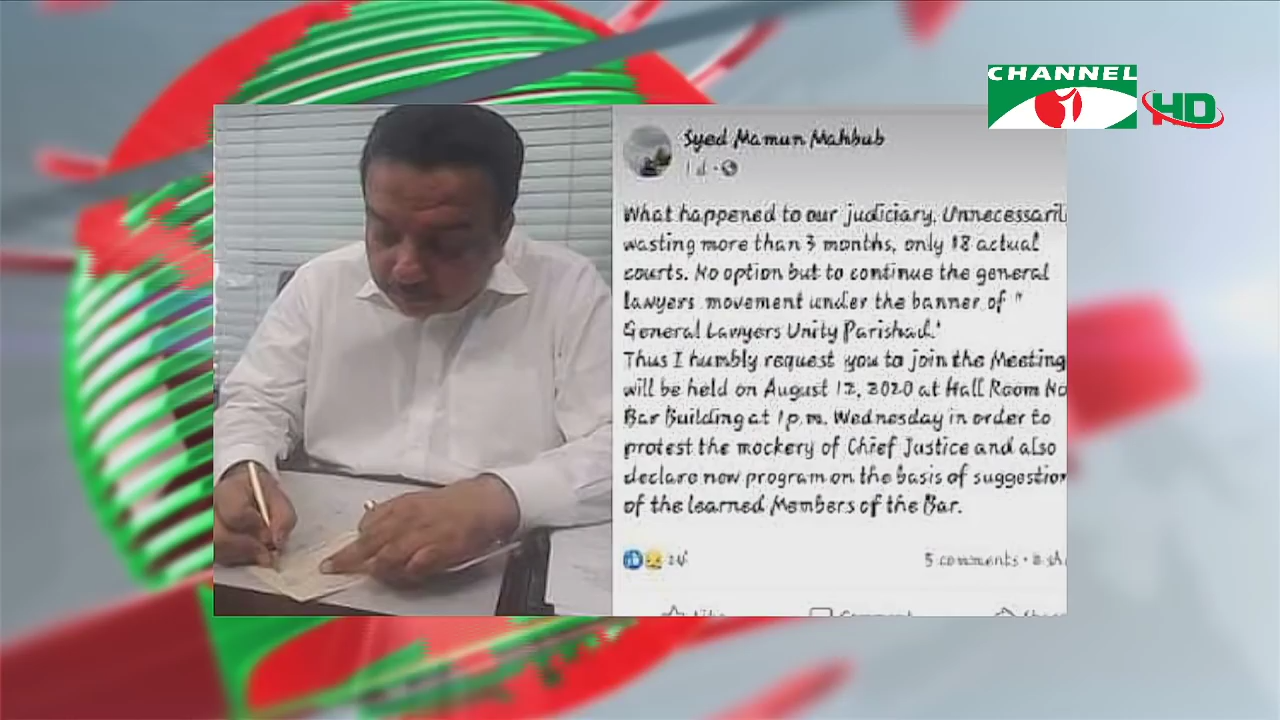 CHANNEL
HD
Syed Mamun Mahbub
1 d
What happened to our judiciary. Unnecessaril
wasting more than 3 months, only 18 actual
courts. No option but to continue the general
lawyers movement under the banner of "
General Lawyers Unity Parishad."
Thus I humbly request you to join the Meeting
will be held on August 12, 2020 at Hall Room No
Bar Building at 1p.m. Wednesday in order to
protest the mockery of Chief Justice and also
declare new program on the basis of suggestion
of the learned Members of the Bar.
5 comments